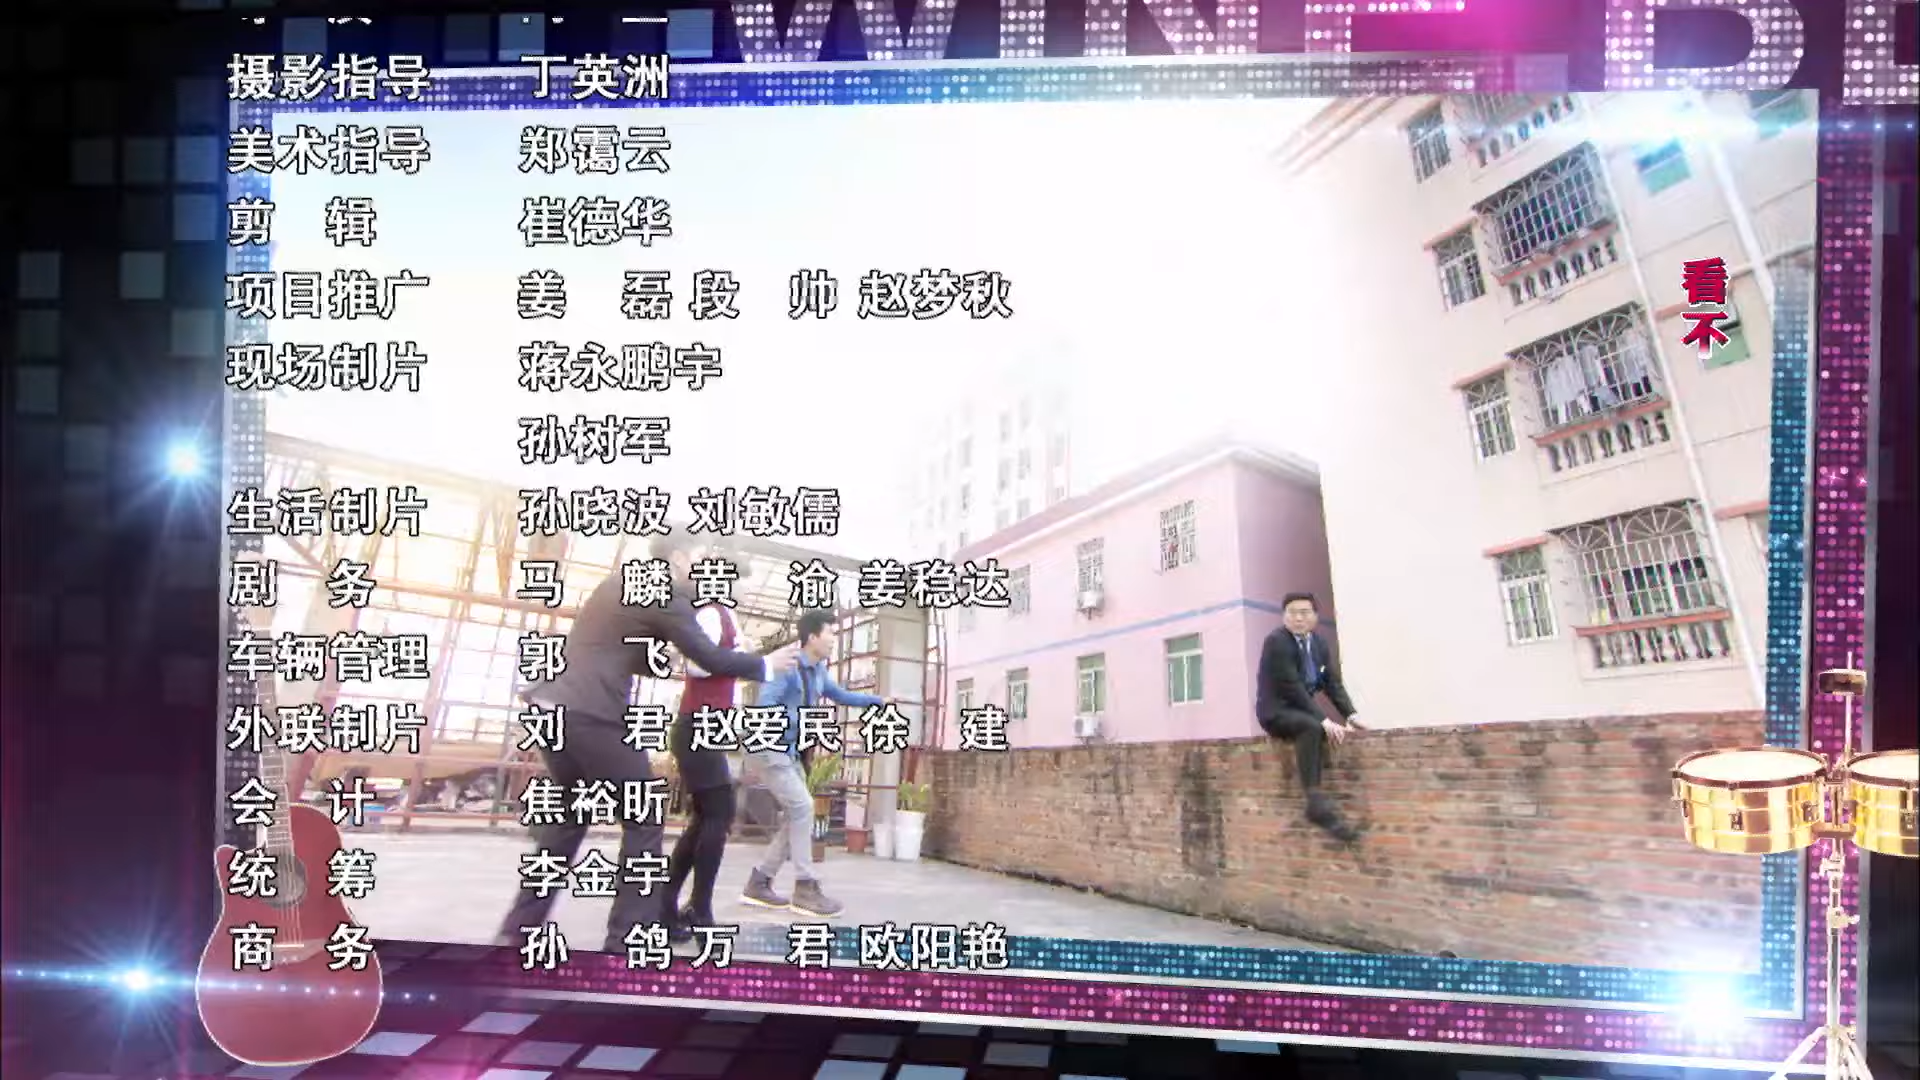 WINE BE
摄影指导 丁英洲
美术指导 郑霭云
剪 辑 崔德华
项目推广 姜 磊 段 帅 赵梦秋
现场制片 蒋永鹏宇
孙树军
生活制片 孙晓波 刘敏儒
剧 务 马 麟 黄 渝 姜稳达
车辆管理 郭 飞
外联制片 刘 君 赵爱民 徐 建
会 计 焦裕昕
统 筹 李金宇
商 务 孙 鸽 万 君 欧阳艳
看不